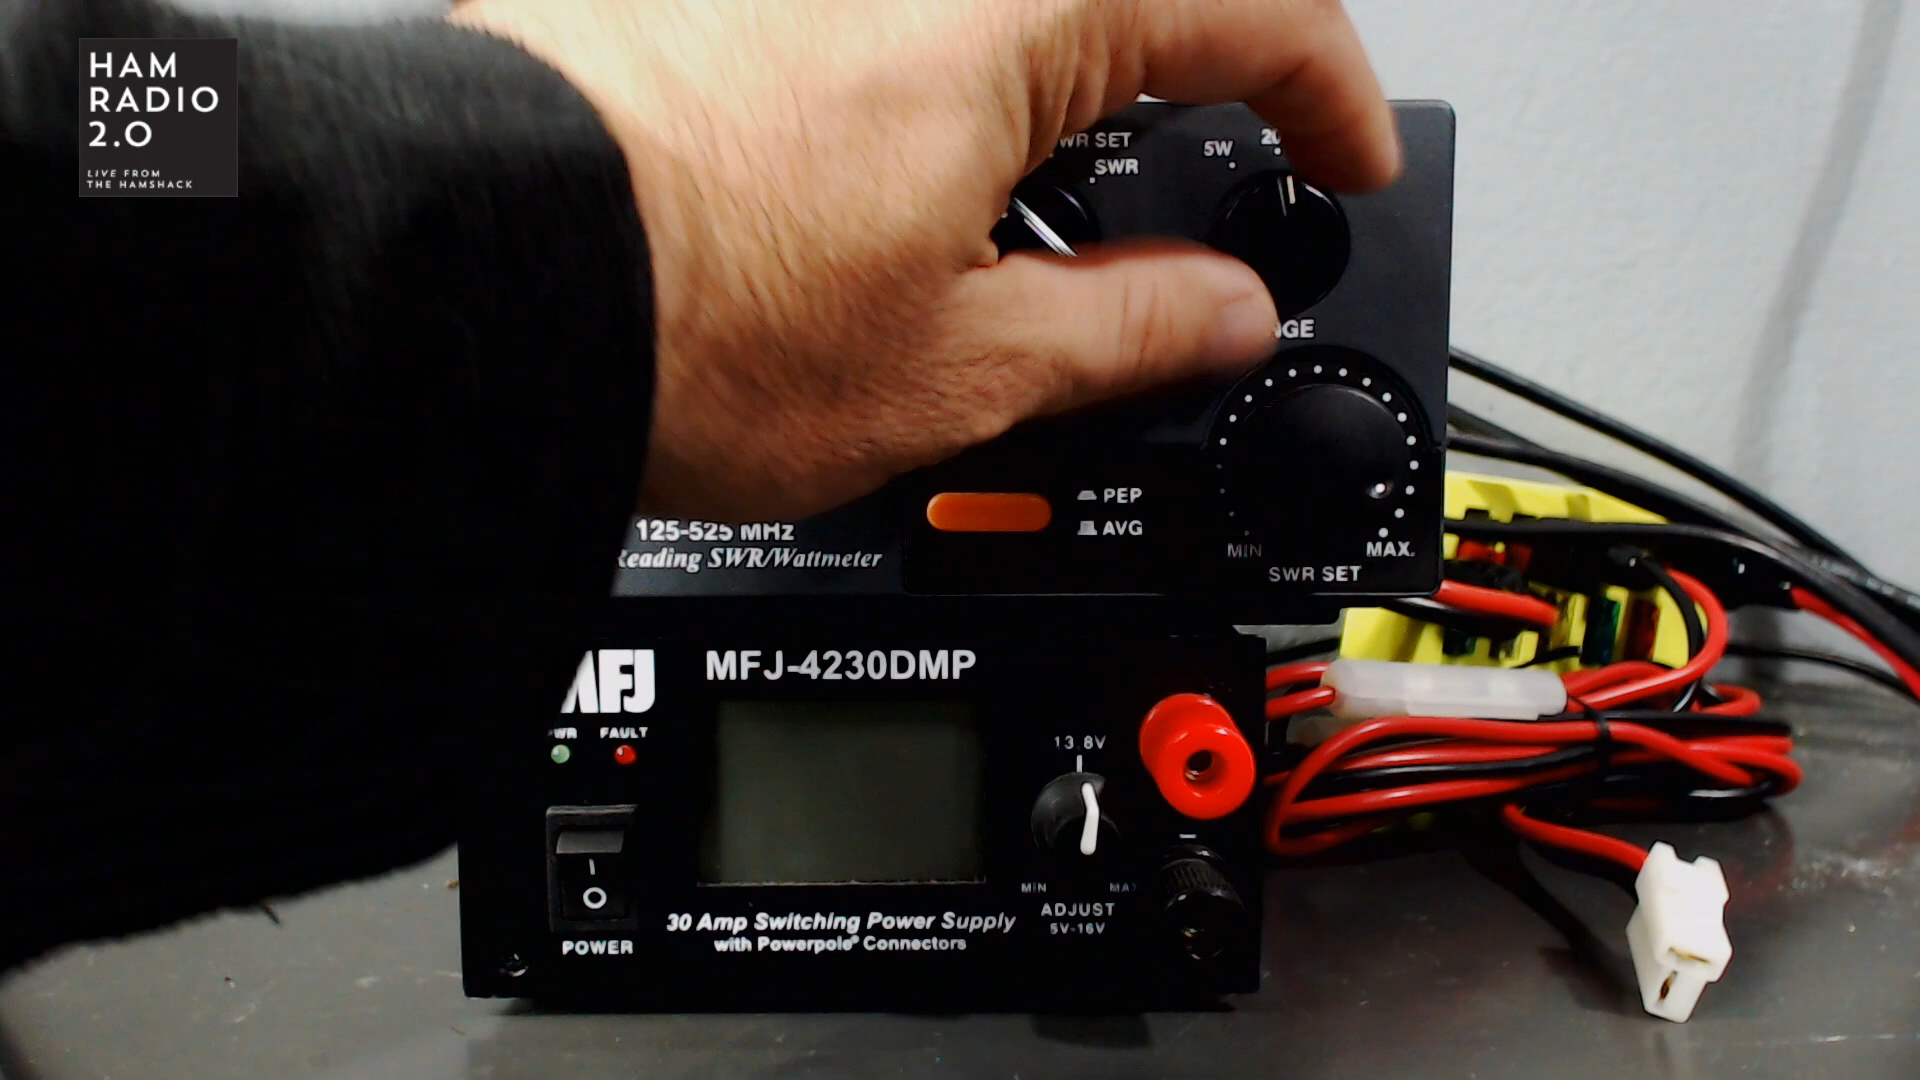 HAM
RADIO
2.0
LIVE FROM
THE HAMSHACK
SET
SWR
5W
PEP
AVG
125-525 MHz
SWR/Wattmeter
MIN
MAX.
SWR SET
MFJ
MFJ-4230DMP
FAULT
13.8V
MIN
ADJUST
5V-16V
I
O
POWER
30 Amp Switching Power Supply
with Powerpole® Connectors